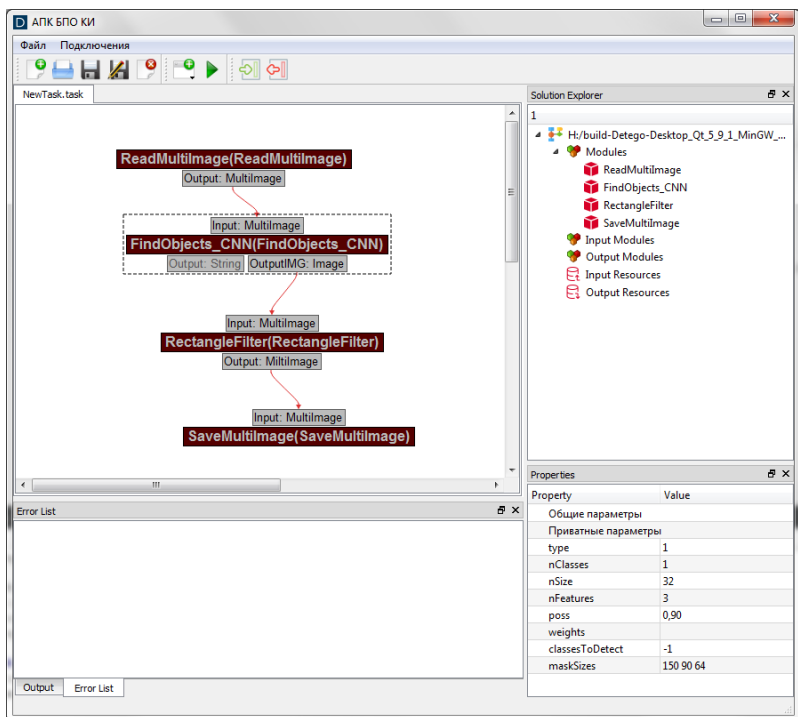 АПК БПО КИ
Файл Подключения
NewTask.task
ReadMultiImage(ReadMultiImage)
Output: MultiImage
Input: MultiImage
FindObjects_CNN(FindObjects_CNN)
Output: String OutputIMG: Image
Input: MultiImage
RectangleFilter(RectangleFilter)
Output: MiltiImage
Input: MultiImage
SaveMultiImage(SaveMultiImage)
Solution Explorer
1
H:/build-Detego-Desktop_Qt_5_9_1_MinGW_...
Modules
ReadMultiImage
FindObjects_CNN
RectangleFilter
SaveMultiImage
Input Modules
Output Modules
Input Resources
Output Resources
Properties
Property Value
Общие параметры
Приватные параметры
type 1
nClasses 1
nSize 32
nFeatures 3
poss 0,90
weights
classesToDetect -1
maskSizes 150 90 64
Error List
Output Error List